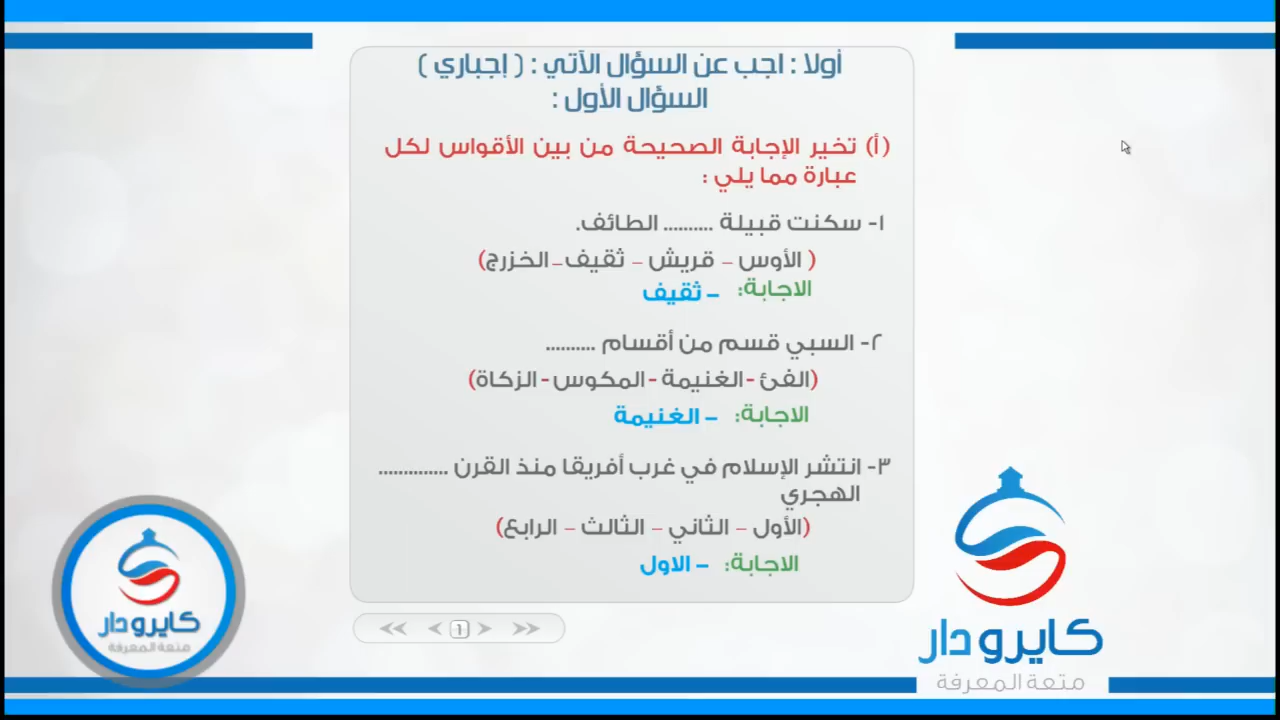 أولا : اجب عن السؤال الآتي : ( إجباري )
السؤال الأول :
(أ) تخير الإجابة الصحيحة من بين الأقواس لكل
عبارة مما يلي :
١- سكنت قبيلة .......... الطائف.
( الأوس – قريش – ثقيف – الخزرج)
الاجابة: – ثقيف
٢- السبي قسم من أقسام ..........
(الفئ - الغنيمة - المكوس - الزكاة)
الاجابة: – الغنيمة
٣- انتشر الإسلام في غرب أفريقا منذ القرن ..............
الهجري
(الأول – الثاني – الثالث – الرابع)
الاجابة: – الاول
١
كايرو دار
متعة المعرفة
كايرو دار
متعة المعرفة